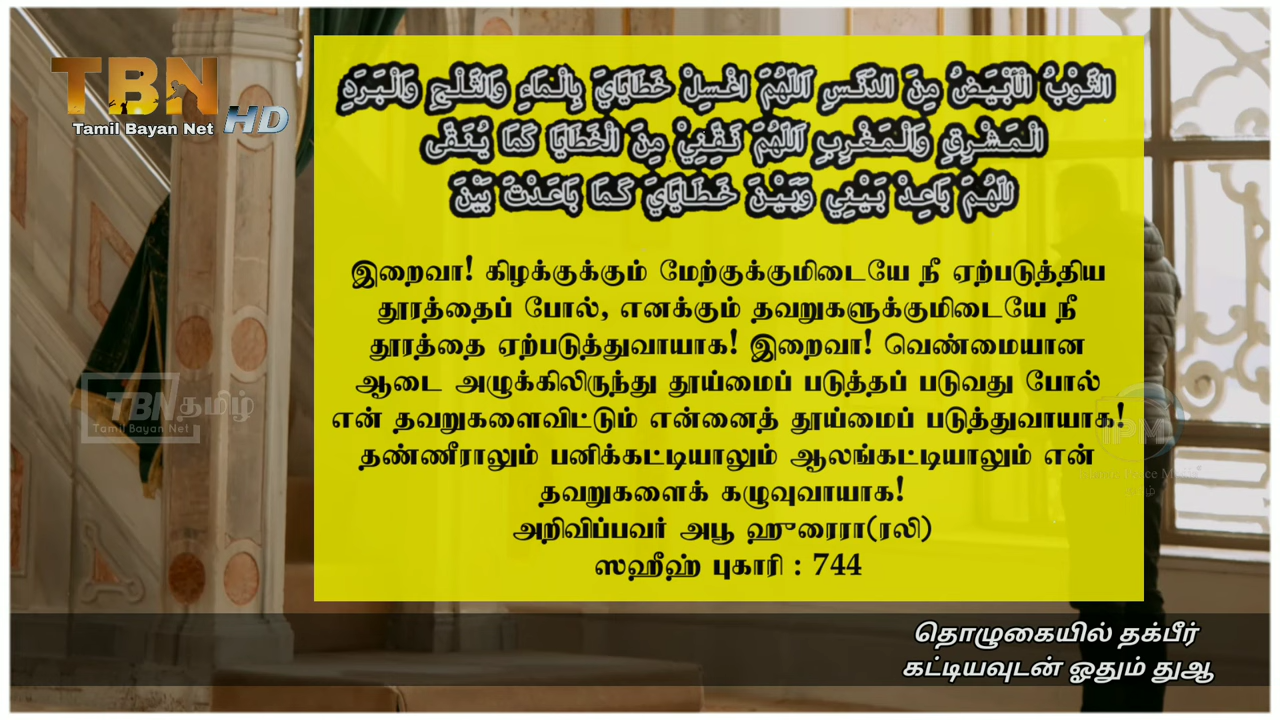 TBN HD
Tamil Bayan Net
الثَّوْبُ الْأَبْيَضُ مِنَ الدَّنَسِ اَللَّهُمَّ اغْسِلْ خَطَايَايَ بِالْمَاءِ وَالثَّلْجِ وَالْبَرَدِ
الْمَشْرِقِ وَالْمَغْرِبِ اَللَّهُمَّ نَقِّنِيْ مِنَ الْخَطَايَا كَمَا يُنَقَّى
للَهُمَّ بَاعِدْ بَيْنِي وَبَيْنَ خَطَايَايَ كَمَا بَاعَدْتَ بَيْنَ
இறைவா! கிழக்குக்கும் மேற்குக்குமிடையே நீ ஏற்படுத்திய
தூரத்தைப் போல், எனக்கும் தவறுகளுக்குமிடையே நீ
தூரத்தை ஏற்படுத்துவாயாக! இறைவா! வெண்மையான
ஆடை அழுக்கிலிருந்து தூய்மைப் படுத்தப் படுவது போல்
என் தவறுகளைவிட்டும் என்னைத் தூய்மைப் படுத்துவாயாக!
தண்ணீராலும் பனிக்கட்டியாலும் ஆலங்கட்டியாலும் என்
தவறுகளைக் கழுவுவாயாக!
அறிவிப்பவர் அபூ ஹுரைரா(ரலி)
ஸஹீஹ் புகாரி : 744
TBN தமிழ்
Tamil Bayan Net
IPM
தொழுகையில் தக்பீர்
கட்டியவுடன் ஓதும் துஆ